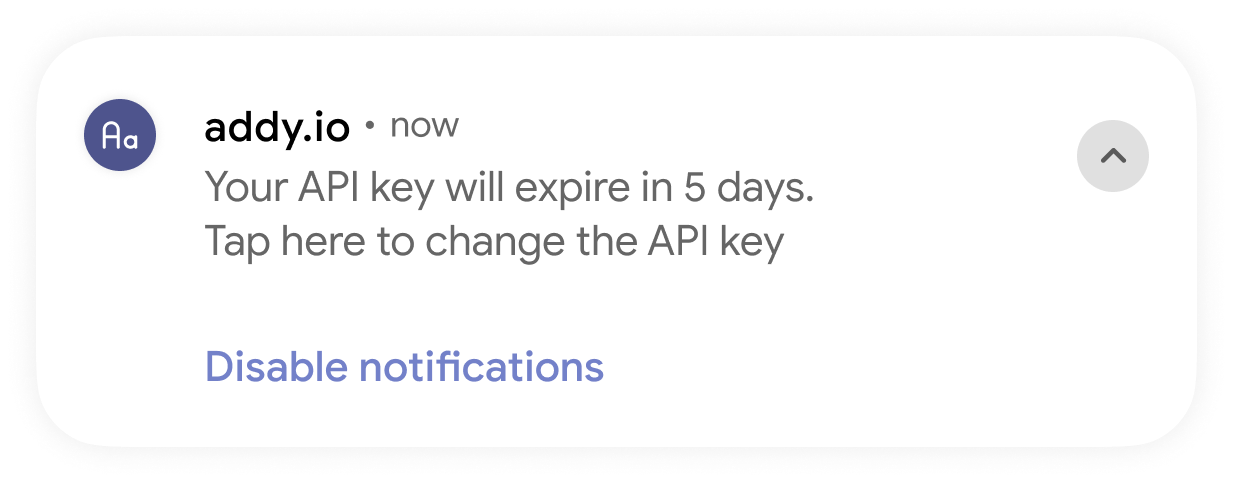 Aa
addy.io • now
Your API key will expire in 5 days.
Tap here to change the API key
Disable notifications